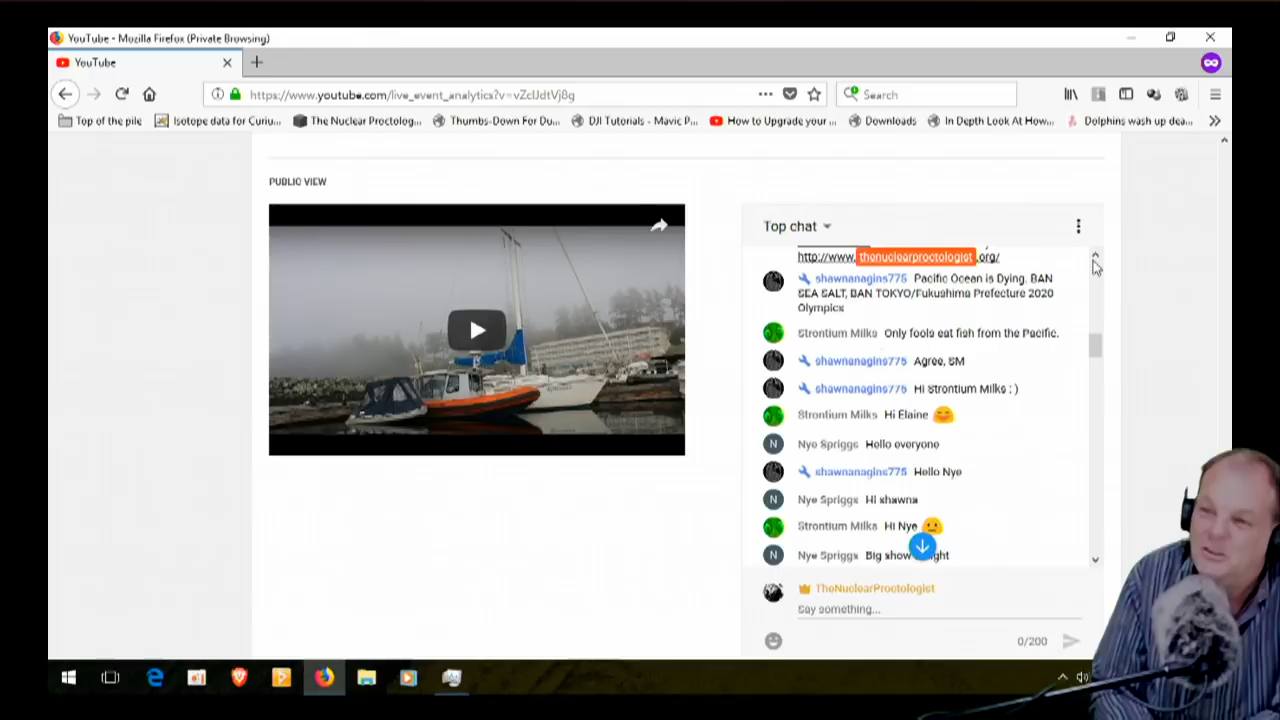 YouTube - Mozilla Firefox (Private Browsing)
YouTube
https://www.youtube.com/live_event_analytics?v=vZclJdtVj8g
Search
Top of the pile
Isotope data for Curiu...
The Nuclear Proctolog...
Thumbs-Down For Du...
DJI Tutorials - Mavic P...
How to Upgrade your ...
Downloads
In Depth Look At How...
Dolphins wash up dea...
PUBLIC VIEW
Top chat
http://www.thenuclearproctologist.org/
shawnanagins775 Pacific Ocean is Dying. BAN
SEA SALT, BAN TOKYO/Fukushima Prefecture 2020
Olympics
Strontium Milks Only fools eat fish from the Pacific.
shawnanagins775 Agree, SM
shawnanagins775 Hi Strontium Milks : )
Strontium Milks Hi Elaine
N Nye Spriggs Hello everyone
shawnanagins775 Hello Nye
N Nye Spriggs Hi shawna
Strontium Milks Hi Nye
N Nye Spriggs Big show
TheNuclearProctologist
Say something...
0/200